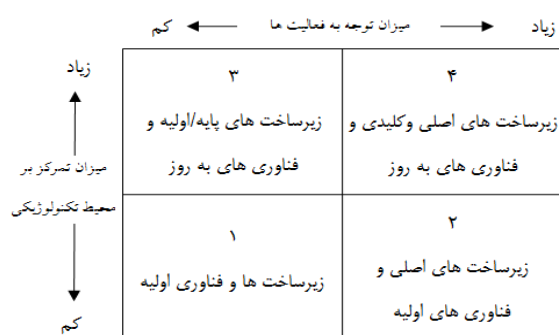 زیاد میزان توجه به فعالیت ها کم
زیاد
میزان تمرکز بر
محیط تکنولوژیکی
کم
۴
زیرساخت های اصلی وکلیدی و
فناوری های به روز
۳
زیرساخت های پایه/اولیه و
فناوری های به روز
۲
زیرساخت های اصلی و
فناوری های اولیه
۱
زیرساخت ها و فناوری اولیه